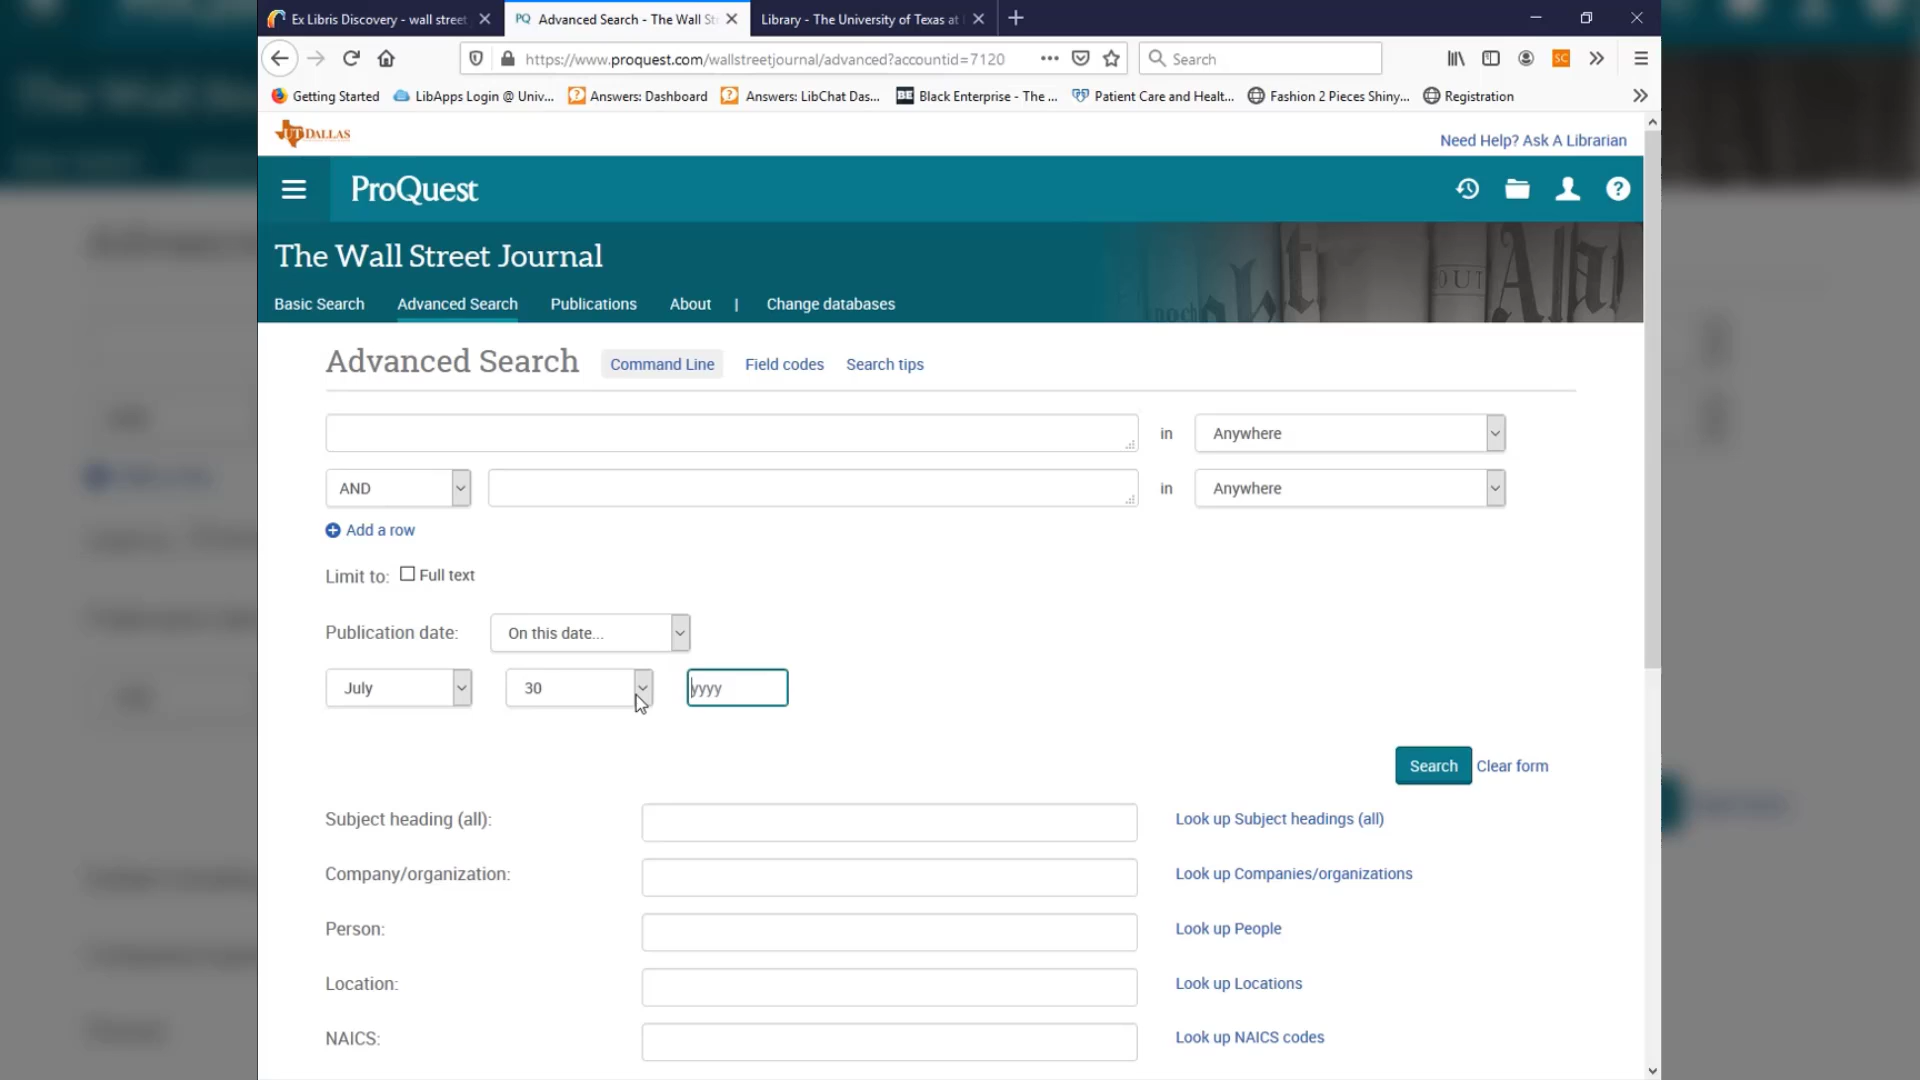 Ex Libris Discovery - wall street
PQ Advanced Search - The Wall St
Library - The University of Texas at
https://www.proquest.com/wallstreetjournal/advanced?accountid=7120
Search
SC
Getting Started
LibApps Login @ Univ...
Answers: Dashboard
Answers: LibChat Das...
BE Black Enterprise - The ...
Patient Care and Healt...
Fashion 2 Pieces Shiny...
Registration
UT DALLAS
Need Help? Ask A Librarian
ProQuest
The Wall Street Journal
Basic Search Advanced Search Publications About | Change databases
Advanced Search Command Line Field codes Search tips
in Anywhere
AND in Anywhere
Add a row
Limit to: Full text
Publication date: On this date...
July 30 yyyy
Search Clear form
Subject heading (all): Look up Subject headings (all)
Company/organization: Look up Companies/organizations
Person: Look up People
Location: Look up Locations
NAICS: Look up NAICS codes